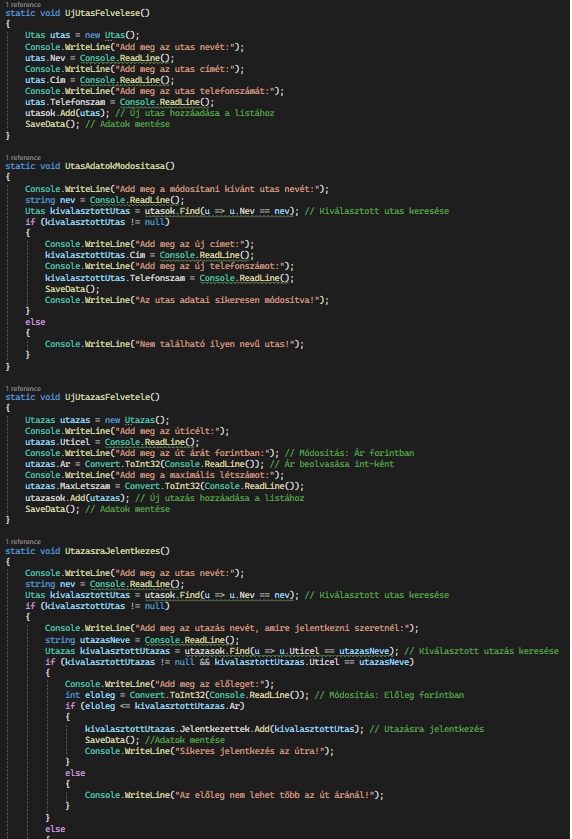 1 reference
static void UjUtasFelvelese()
{
Utas utas = new Utas();
Console.WriteLine("Add meg az utas nevét:");
utas.Nev = Console.ReadLine();
Console.WriteLine("Add meg az utas címét:");
utas.Cim = Console.ReadLine();
Console.WriteLine("Add meg az utas telefonszámát:");
utas.Telefonszam = Console.ReadLine();
utasok.Add(utas); // Új utas hozzáadása a listához
SaveData(); // Adatok mentése
}
1 reference
static void UtasAdatokModositasa()
{
Console.WriteLine("Add meg a módosítani kívánt utas nevét:");
string nev = Console.ReadLine();
Utas kivalasztottUtas = utasok.Find(u => u.Nev == nev); // Kiválasztott utas keresése
if (kivalasztottUtas != null)
{
Console.WriteLine("Add meg az új címet:");
kivalasztottUtas.Cim = Console.ReadLine();
Console.WriteLine("Add meg az új telefonszámot:");
kivalasztottUtas.Telefonszam = Console.ReadLine();
SaveData();
Console.WriteLine("Az utas adatai sikeresen módosítva!");
}
else
{
Console.WriteLine("Nem található ilyen nevű utas!");
}
}
1 reference
static void UjUtazasFelvetele()
{
Utazas utazas = new Utazas();
Console.WriteLine("Add meg az úticélt:");
utazas.Uticel = Console.ReadLine();
Console.WriteLine("Add meg az út árát forintban:"); // Módosítás: Ár forintban
utazas.Ar = Convert.ToInt32(Console.ReadLine()); // Ár beolvasása int-ként
Console.WriteLine("Add meg a maximális létszámot:");
utazas.MaxLetszam = Convert.ToInt32(Console.ReadLine());
utazasok.Add(utazas); // Új utazás hozzáadása a listához
SaveData(); // Adatok mentése
}
1 reference
static void UtazasraJelentkezes()
{
Console.WriteLine("Add meg az utas nevét:");
string nev = Console.ReadLine();
Utas kivalasztottUtas = utasok.Find(u => u.Nev == nev); // Kiválasztott utas keresése
if (kivalasztottUtas != null)
{
Console.WriteLine("Add meg az utazás nevét, amire jelentkezni szeretnél:");
string utazasNeve = Console.ReadLine();
Utazas kivalasztottUtazas = utazasok.Find(u => u.Uticel == utazasNeve); // Kiválasztott utazás keresése
if (kivalasztottUtazas != null && kivalasztottUtazas.Uticel == utazasNeve)
{
Console.WriteLine("Add meg az előleget:");
int eloleg = Convert.ToInt32(Console.ReadLine()); // Módosítás: Előleg forintban
if (eloleg <= kivalasztottUtazas.Ar)
{
kivalasztottUtazas.Jelentkezettek.Add(kivalasztottUtas); // Utazásra jelentkezés
SaveData(); //Adatok mentése
Console.WriteLine("Sikeres jelentkezés az útra!");
}
else
{
Console.WriteLine("Az előleg nem lehet több az út áránál!");
}
}
else
{